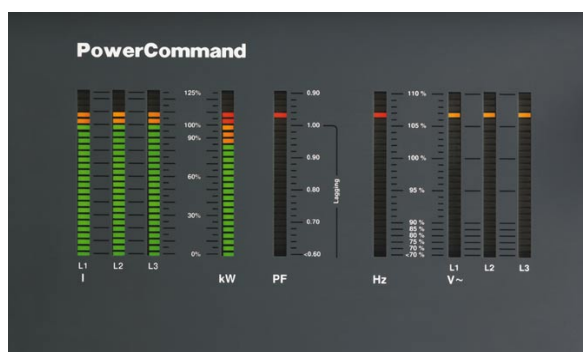 PowerCommand
125%
100%
90%
60%
30%
0%
0.90
1.00
0.90
0.80
0.70
<0.60
Lagging
110 %
105%
100%
95%
90 %
85 %
80 %
75 %
70 %
<70 %
L1 L2 L3
I
kW
PF
Hz
L1 L2 L3
V~